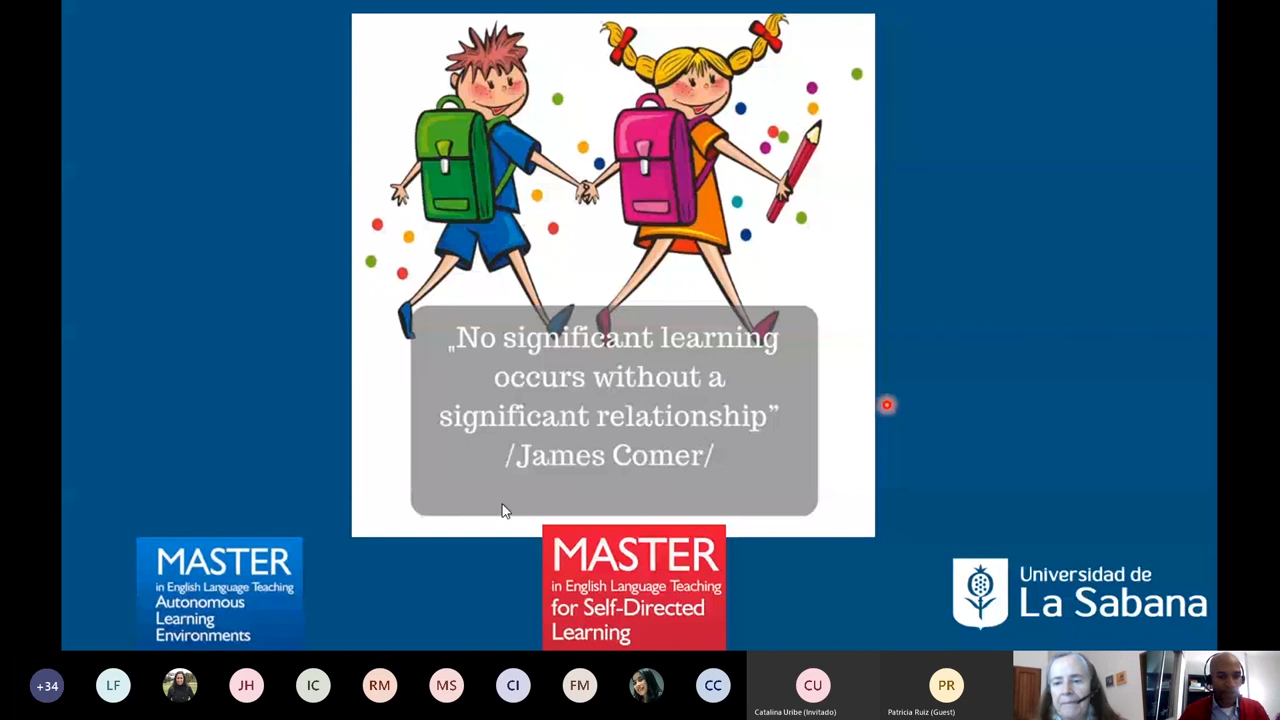 „No significant learning
occurs without a
significant relationship”
/James Comer/
MASTER
in English Language Teaching
Autonomous
Learning
Environments
MASTER
in English Language Teaching
for Self-Directed
Learning
Universidad de
La Sabana
+34
LF
JH
IC
RM
MS
CI
FM
CC
CU
PR
Catalina Uribe (Invitado)
Patricia Ruiz (Guest)